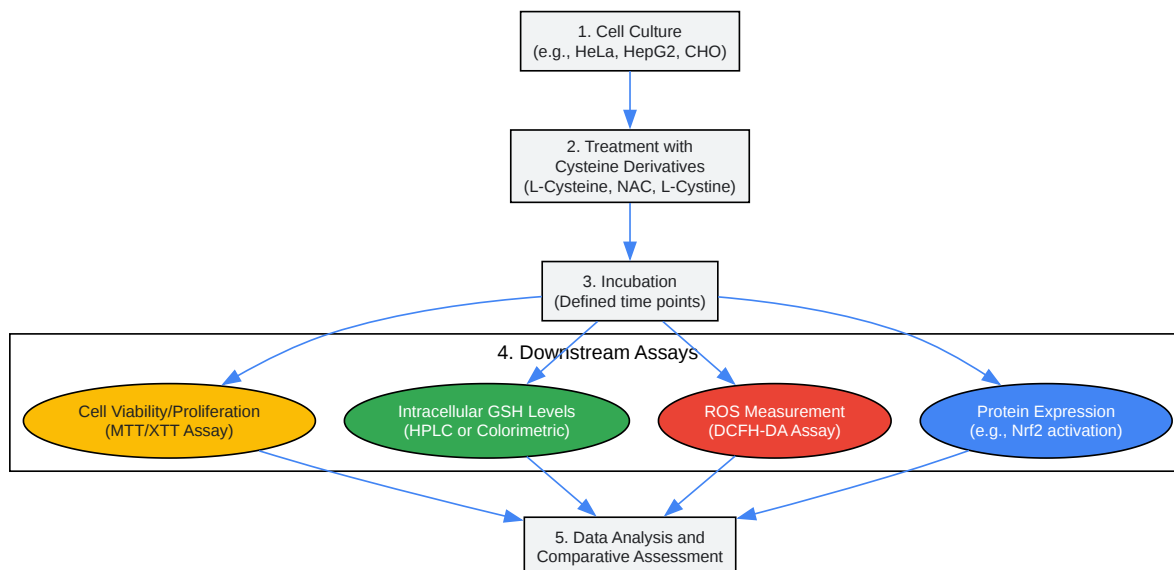 1. Cell Culture
(e.g., HeLa, HepG2, CHO)
2. Treatment with
Cysteine Derivatives
(L-Cysteine, NAC, L-Cystine)
3. Incubation
(Defined time points)
4. Downstream Assays
Cell Viability/Proliferation
(MTT/XTT Assay)
Intracellular GSH Levels
(HPLC or Colorimetric)
ROS Measurement
(DCFH-DA Assay)
Protein Expression
(e.g., Nrf2 activation)
5. Data Analysis and
Comparative Assessment